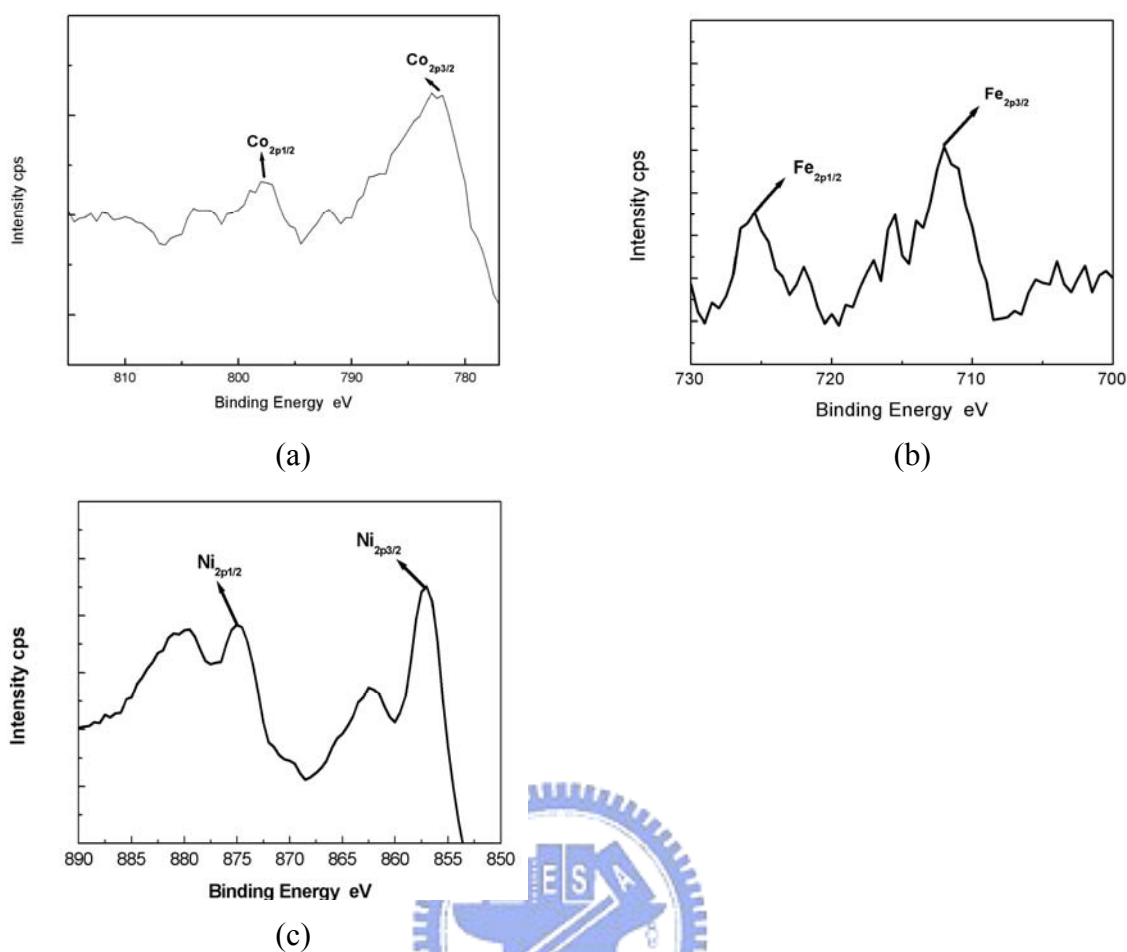 Co2p3/2
Co2p1/2
Intensity cps
810 800 790 780
Binding Energy eV
(a)
Fe2p3/2
Fe2p1/2
Intensity cps
730 720 710 700
Binding Energy eV
(b)
Ni2p3/2
Ni2p1/2
Intensity cps
890 885 880 875 870 865 860 855 850
Binding Energy eV
(c)
E S A